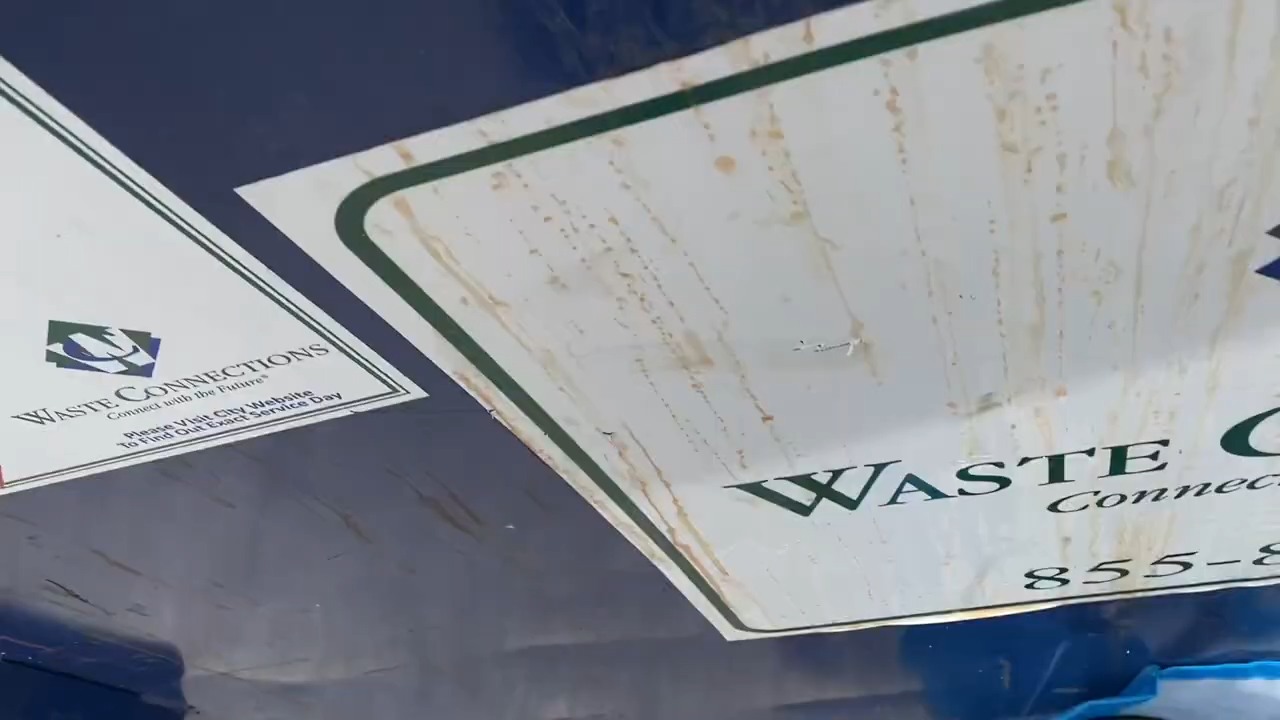 WASTE CONNECTIONS
Connect with the Future®
Please Visit City Website
To Find Out Exact Service Day
WASTE C
Connec
855-8